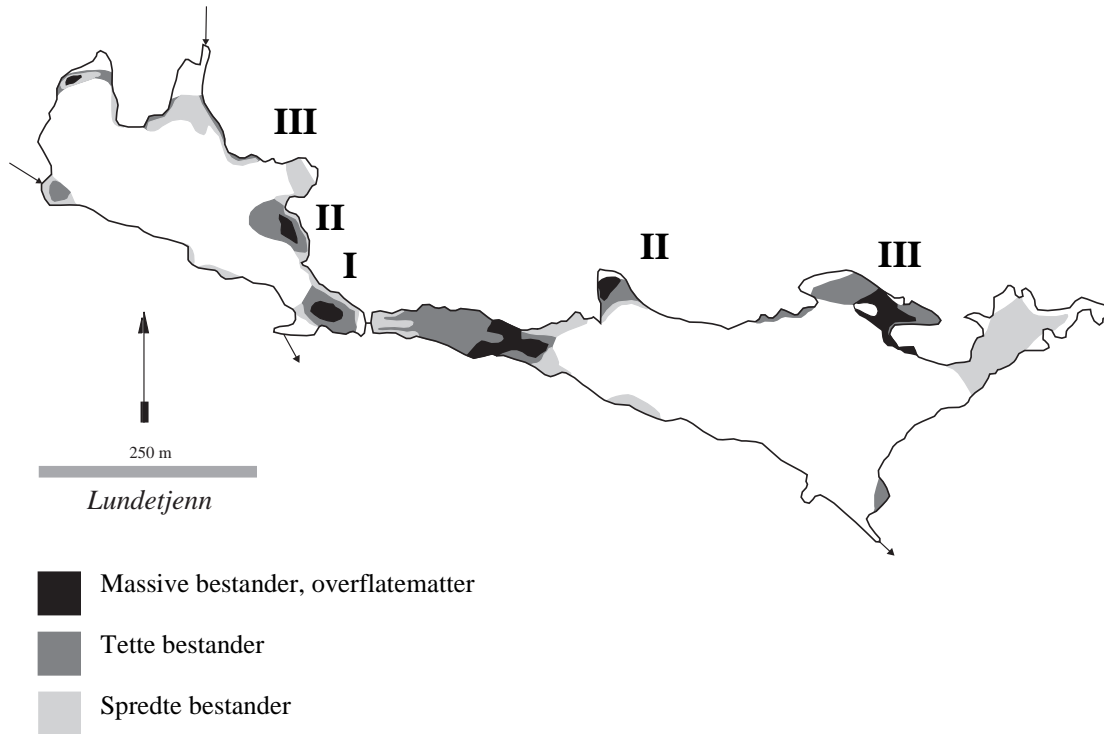 III
II
I
II
III
250 m
Lundetjenn
Massive bestander, overflatematter
Tette bestander
Spredte bestander